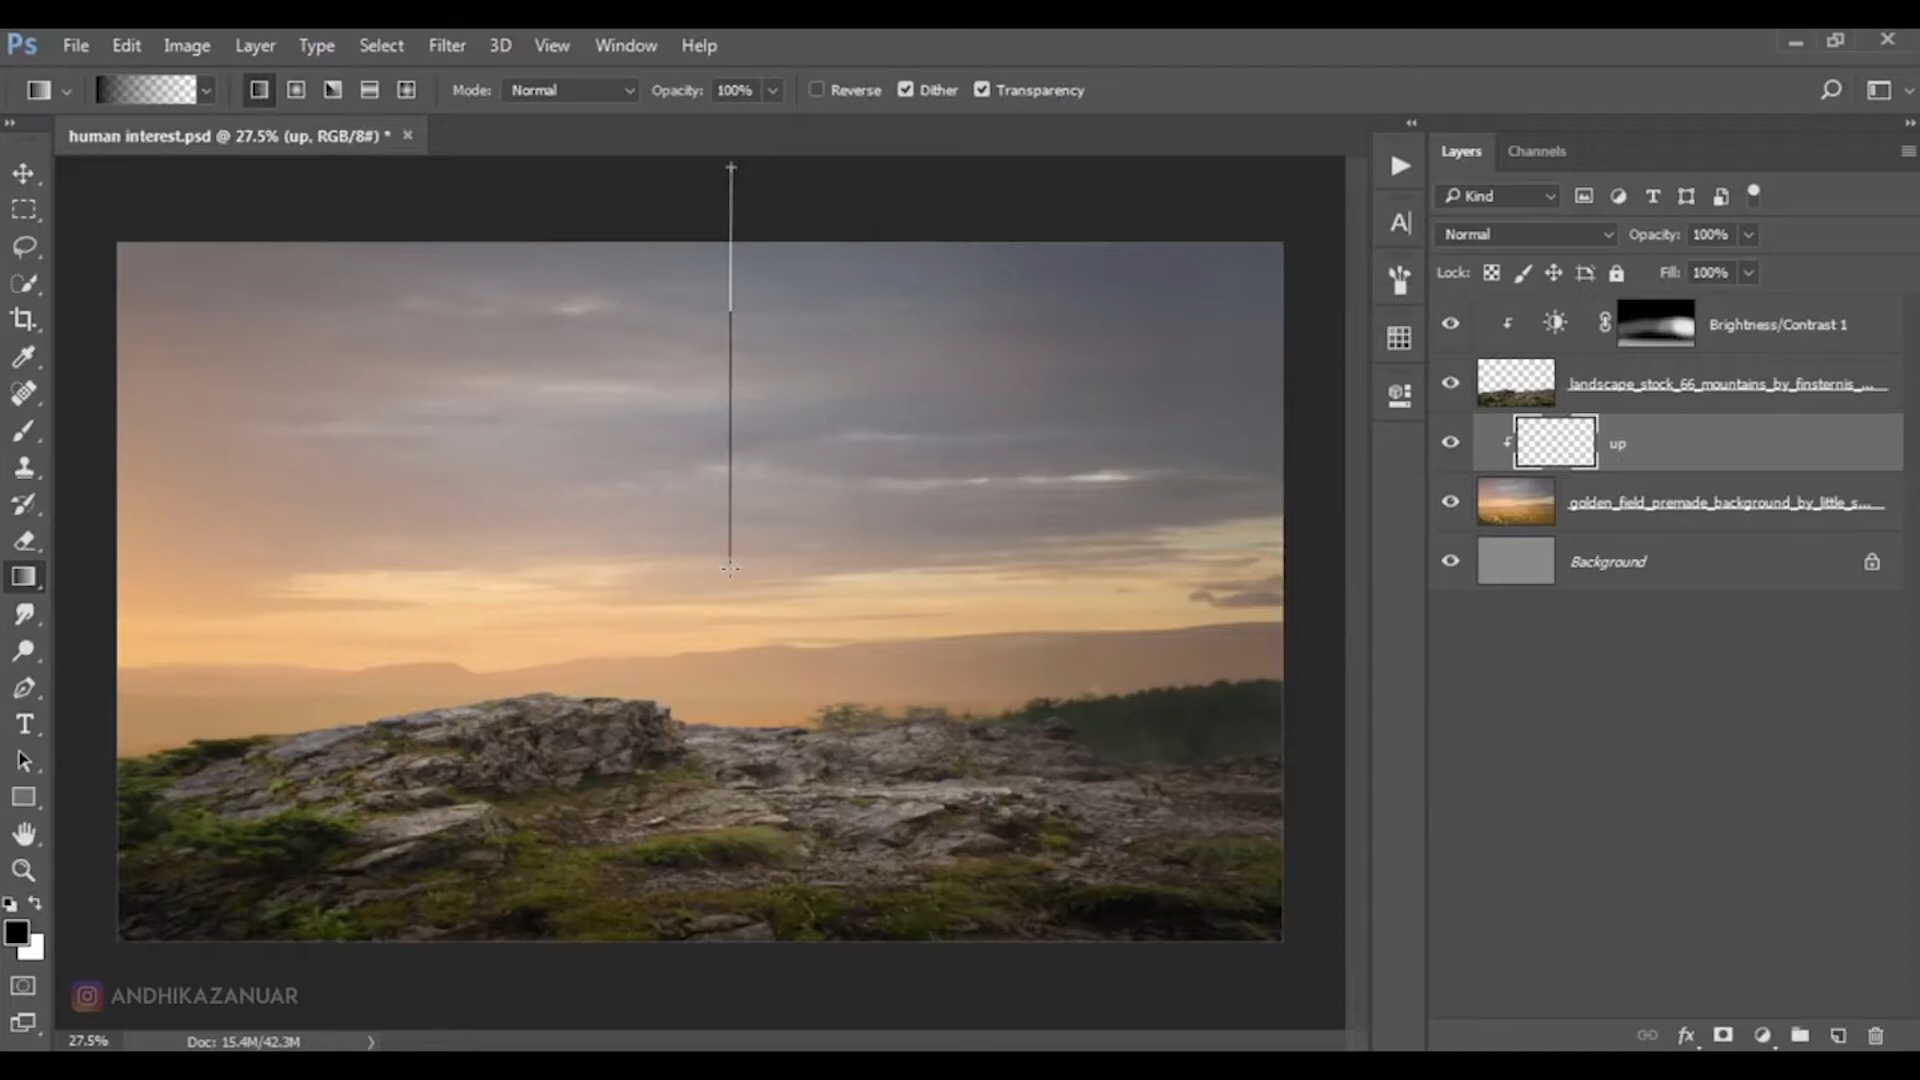 Ps File Edit Image Layer Type Select Filter 3D View Window Help
Mode: Normal Opacity: 100% Reverse Dither Transparency
human interest.psd @ 27.5% (up, RGB/8#) * ×
Layers Channels
Kind
Normal Opacity: 100%
Lock: Fill: 100%
Brightness/Contrast 1
landscape_stock_66_mountains_by_finsternis_...
up
golden_field_premade_background_by_little_s...
Background
ANDHIKAZANUAR
27.5% Doc: 15.4M/42.3M